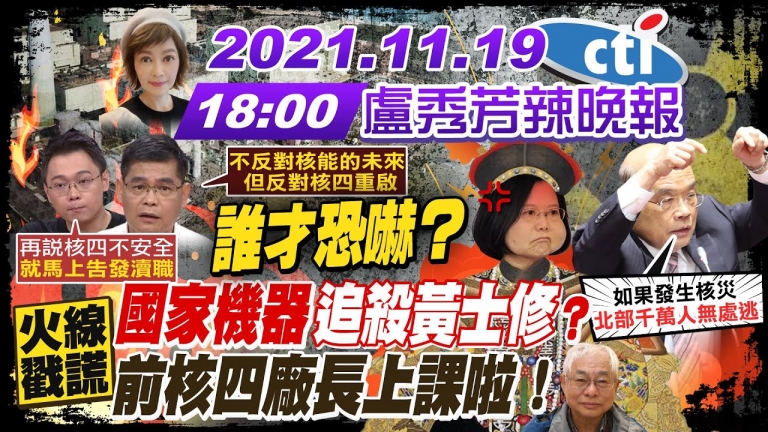 2021.11.19
cti
18:00
盧秀芳辣晚報
不反對核能的未來
但反對核四重啟
再說核四不安全
就馬上告發瀆職
誰才恐嚇？
如果發生核災
北部千萬人無處逃
火線
戳謊
國家機器追殺黃士修？
前核四廠長上課啦！